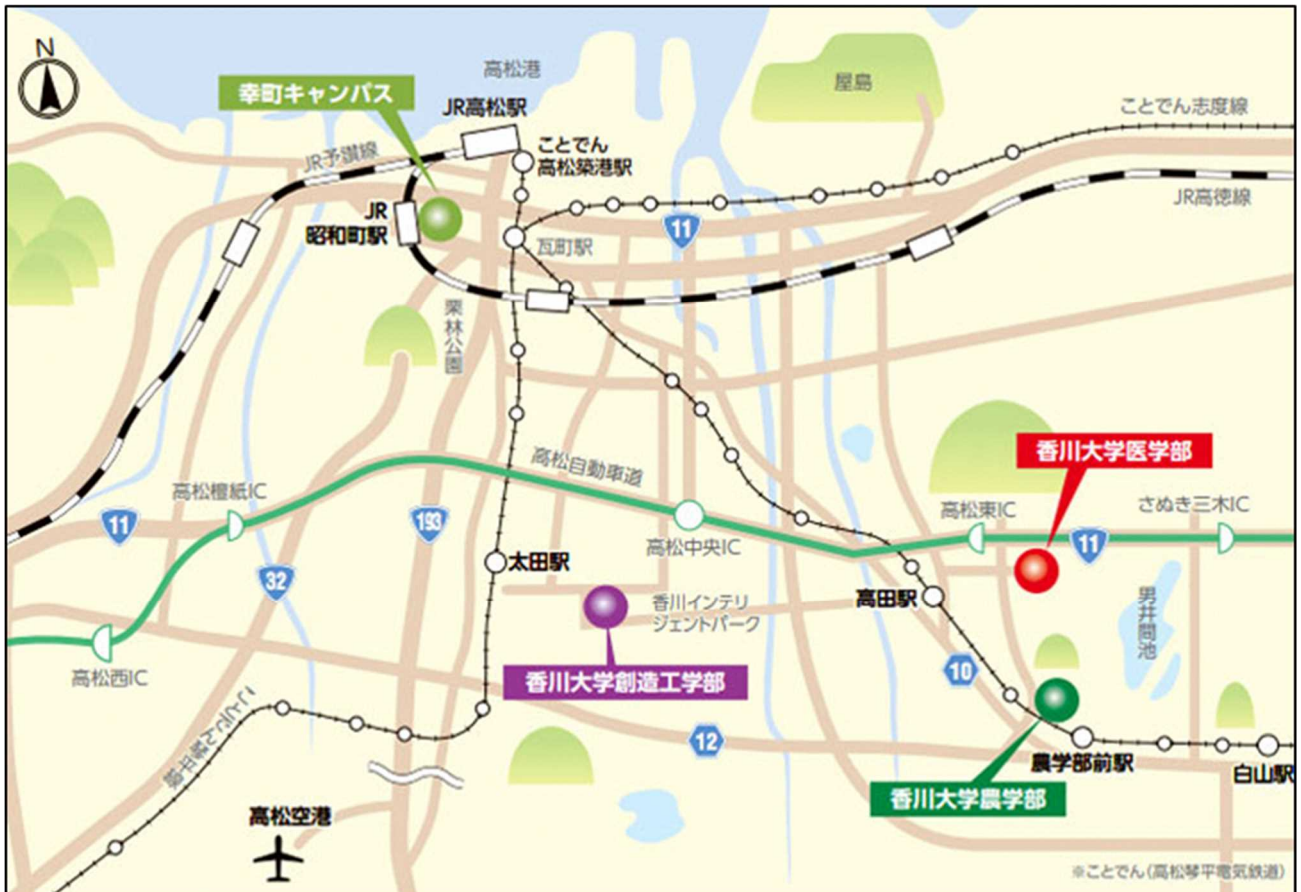 N
高松港
屋島
幸町キャンパス
JR高松駅
ことでん志度線
ことでん
高松築港駅
JR予讃線
JR高徳線
JR
昭和町駅
11
瓦町駅
栗林公園
香川大学医学部
高松自動車道
高松檀紙IC
高松東IC
さぬき三木IC
11
193
高松中央IC
11
太田駅
32
高田駅
香川インテリ
ジェントパーク
男井間池
高松西IC
香川大学創造工学部
10
ことでん琴平線
12
農学部前駅
白山駅
香川大学農学部
高松空港
※ことでん(高松琴平電気鉄道)